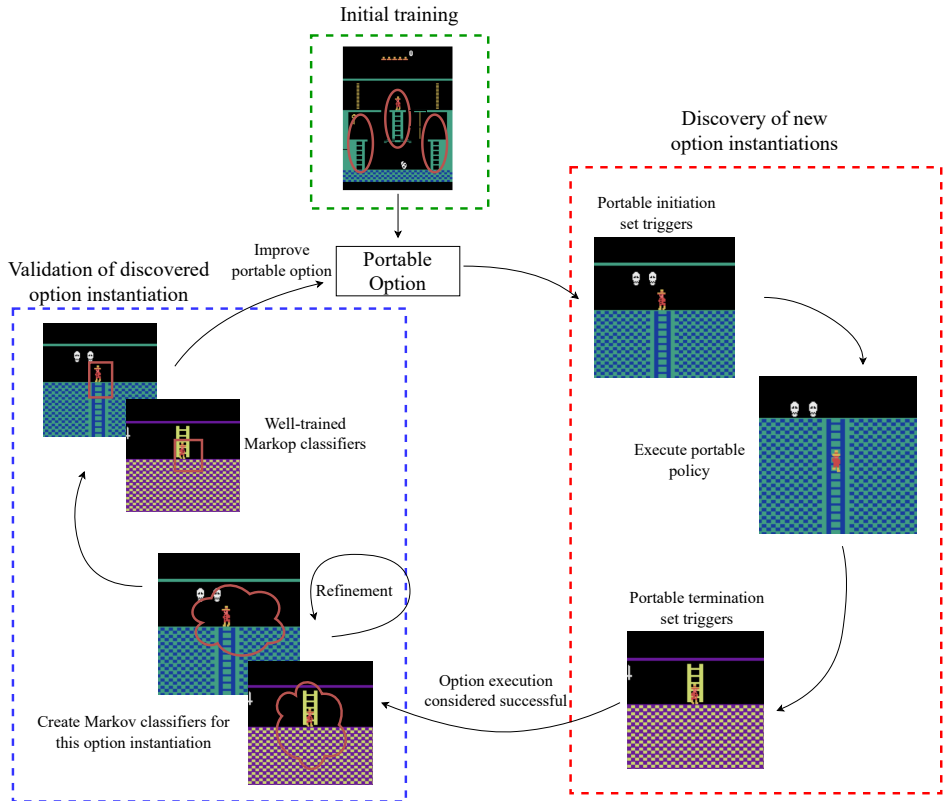 Initial training
Discovery of new
option instantiations
Portable initiation
set triggers
Improve
portable option
Portable
Option
Validation of discovered
option instantiation
Well-trained
Markop classifiers
Execute portable
policy
Refinement
Portable termination
set triggers
Option execution
considered successful
Create Markov classifiers for
this option instantiation